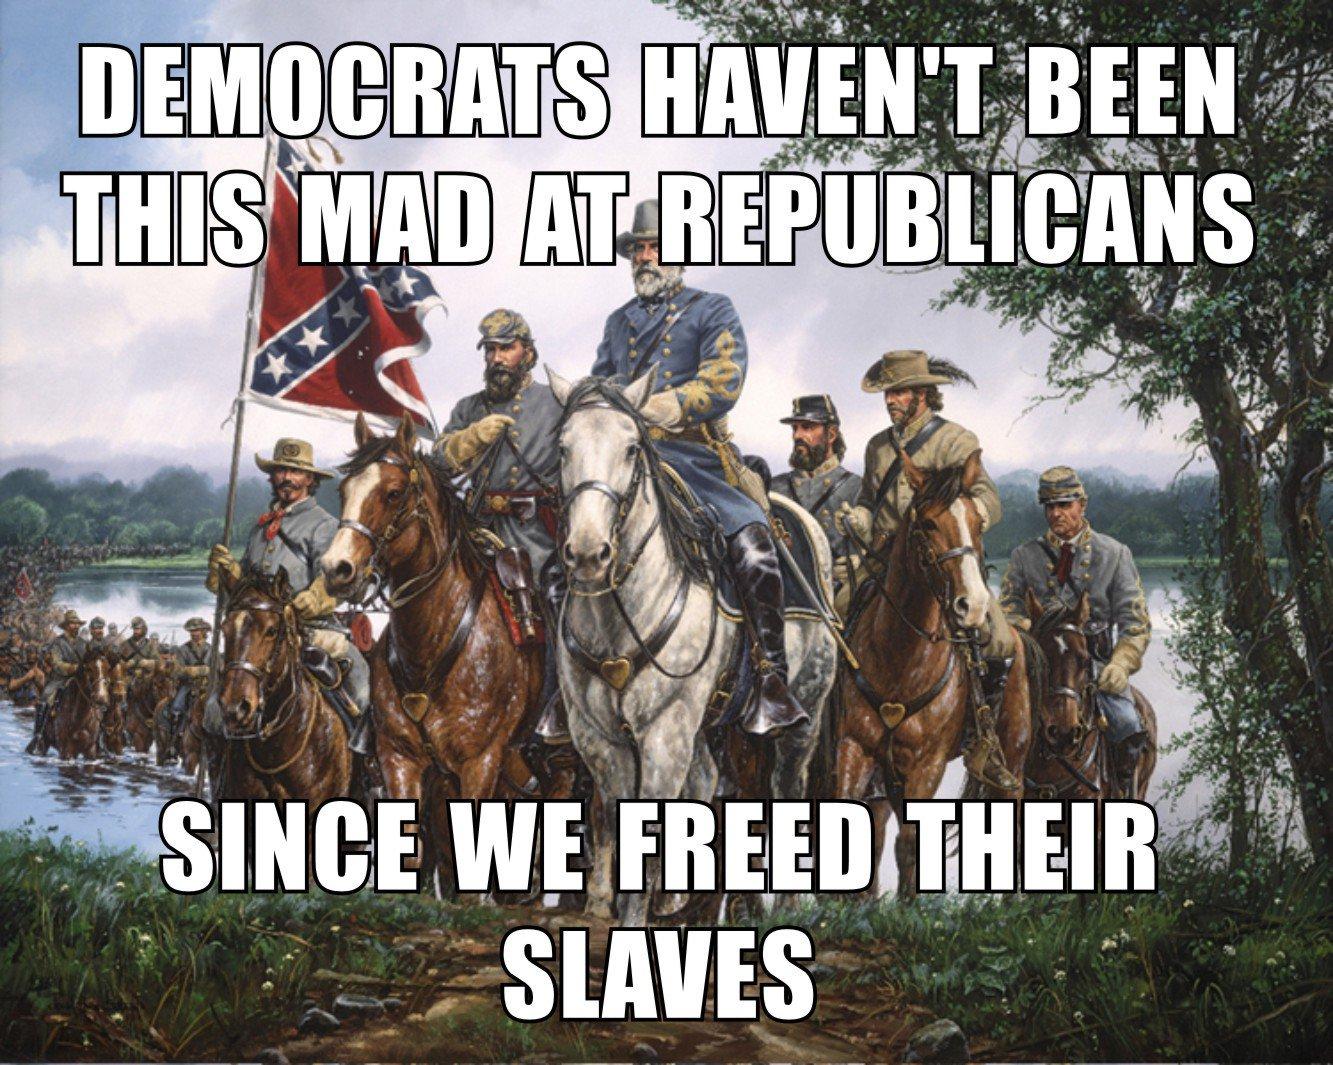 DEMOCRATS HAVEN'T BEEN
THIS MAD AT REPUBLICANS
SINCE WE FREED THEIR
SLAVES